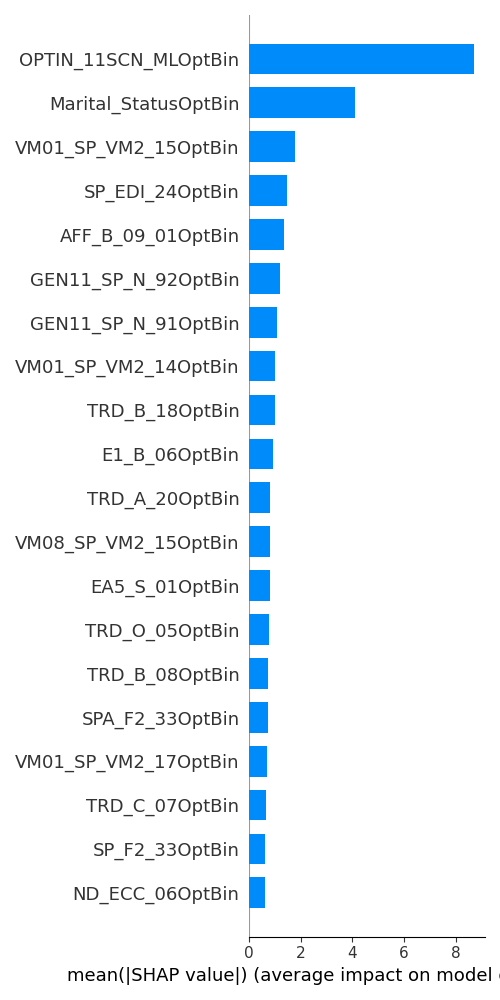 OPTIN_11SCN_MLOptBin
Marital_StatusOptBin
VM01_SP_VM2_15OptBin
SP_EDI_24OptBin
AFF_B_09_01OptBin
GEN11_SP_N_92OptBin
GEN11_SP_N_91OptBin
VM01_SP_VM2_14OptBin
TRD_B_18OptBin
E1_B_06OptBin
TRD_A_20OptBin
VM08_SP_VM2_15OptBin
EA5_S_01OptBin
TRD_O_05OptBin
TRD_B_08OptBin
SPA_F2_33OptBin
VM01_SP_VM2_17OptBin
TRD_C_07OptBin
SP_F2_33OptBin
ND_ECC_06OptBin
0 2 4 6 8
mean(|SHAP value|) (average impact on model